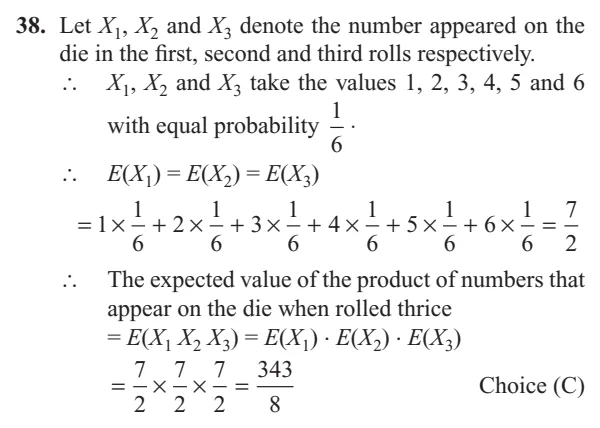 38. Let X₁, X₂ and X₃ denote the number appeared on the
die in the first, second and third rolls respectively.
∴ X₁, X₂ and X₃ take the values 1, 2, 3, 4, 5 and 6
with equal probability 1/6 ·
∴ E(X₁) = E(X₂) = E(X₃)
= 1 × 1/6 + 2 × 1/6 + 3 × 1/6 + 4 × 1/6 + 5 × 1/6 + 6 × 1/6 = 7/2
∴ The expected value of the product of numbers that
appear on the die when rolled thrice
= E(X₁ X₂ X₃) = E(X₁) · E(X₂) · E(X₃)
= 7/2 × 7/2 × 7/2 = 343/8 Choice (C)